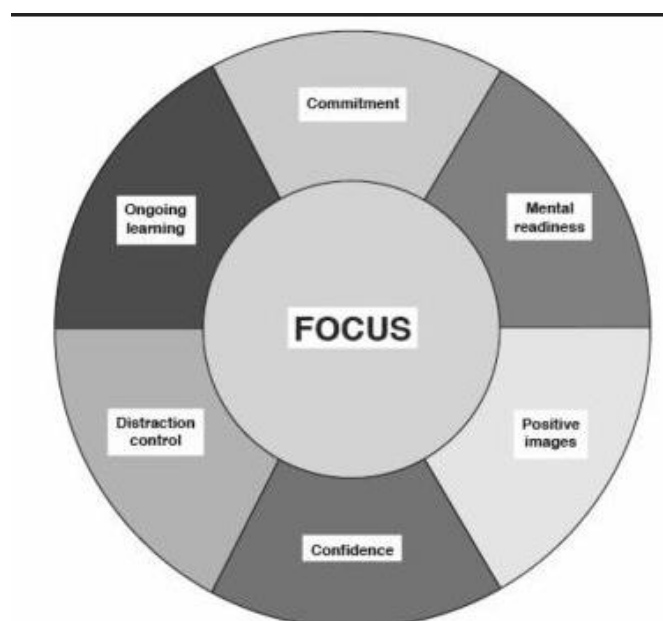 Commitment
Mental
readiness
Ongoing
learning
FOCUS
Positive
images
Distraction
control
Confidence